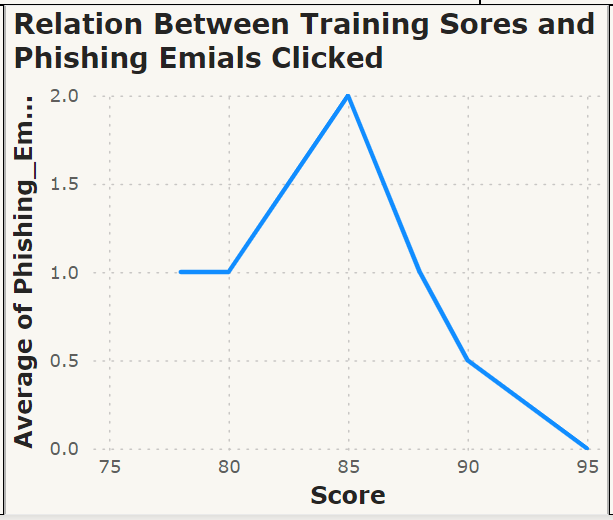 Relation Between Training Sores and
Phishing Emials Clicked
Average of Phishing_Em...
2.0
1.5
1.0
0.5
0.0
75 80 85 90 95
Score